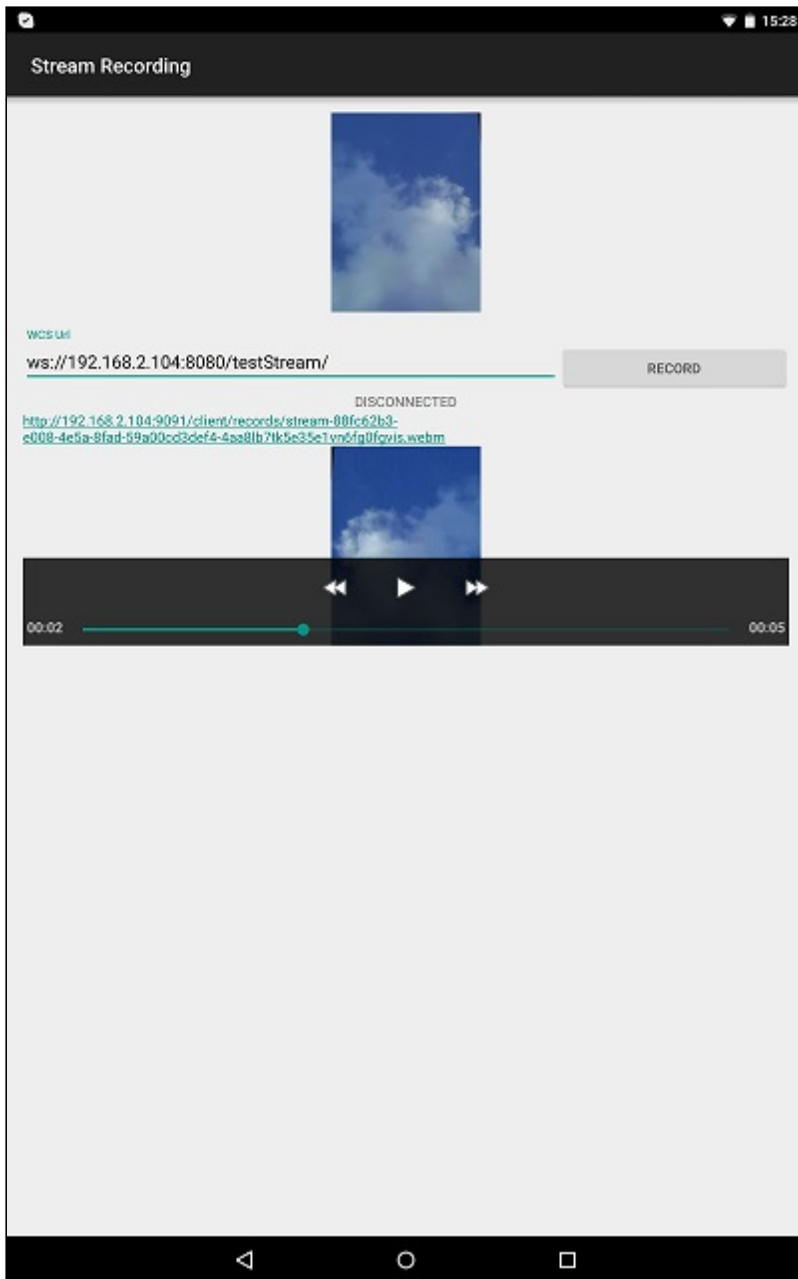 15:28
Stream Recording
WCS Url
ws://192.168.2.104:8080/testStream/
RECORD
DISCONNECTED
http://192.168.2.104:9091/client/records/stream-88fc62b3-
e008-4e5a-8fad-59a00cd3def4-4aa8lb7tk5e35e1vn6fg0fgvis.webm
00:02
00:05